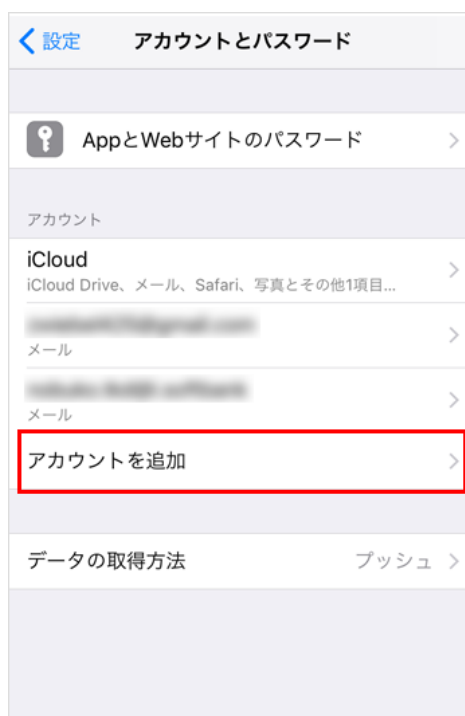 設定 アカウントとパスワード
AppとWebサイトのパスワード
アカウント
iCloud
iCloud Drive、メール、Safari、写真とその他1項目...
メール
メール
アカウントを追加
データの取得方法 プッシュ